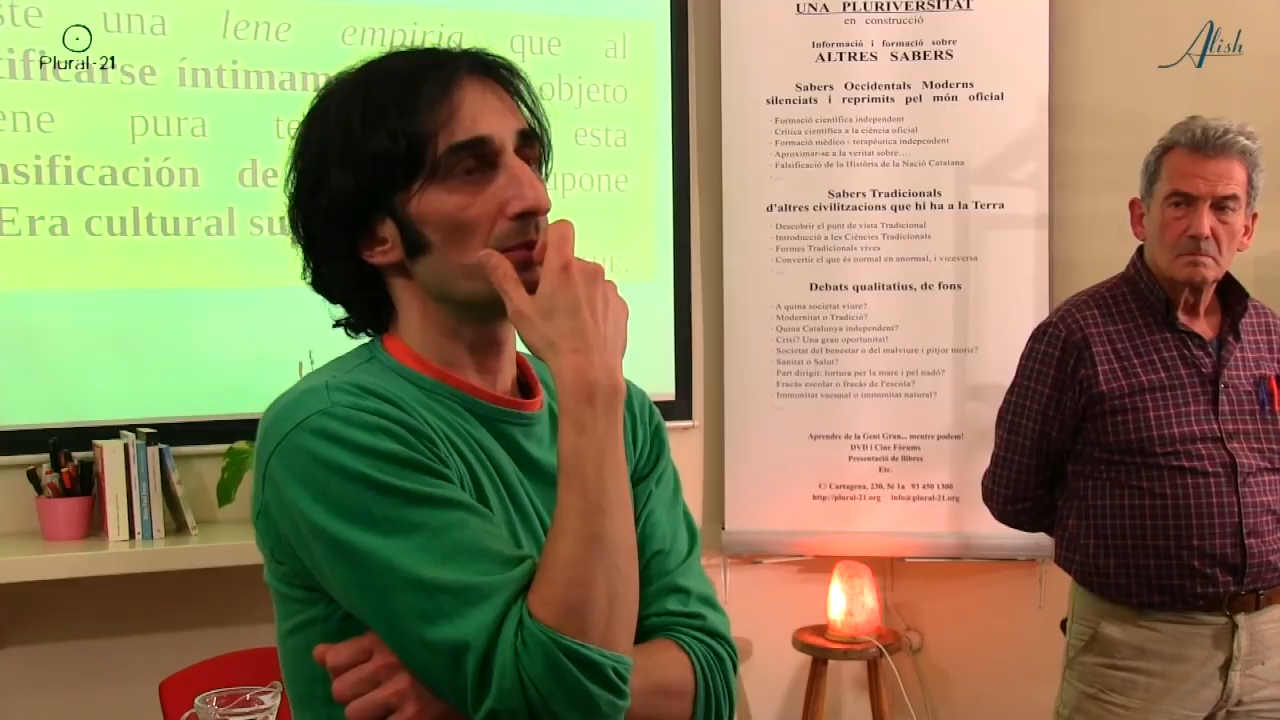 ste una lene empiria que al
tificarse íntimam objeto
ene pura te esta
nsificación de upone
Era cultural su
UE.
Plural-21
UNA PLURIVERSITAT
en construcció
Informació i formació sobre
ALTRES SABERS
Sabers Occidentals Moderns
silenciats i reprimits pel món oficial
· Formació científica independent
· Crítica científica a la ciència oficial
· Formació mèdico - terapèutica independent
· Aproximar-se a la veritat sobre....
· Falsificació de la Història de la Nació Catalana
· ...
Sabers Tradicionals
d'altres civilitzacions que hi ha a la Terra
· Descobrir el punt de vista Tradicional
· Introducció a les Ciències Tradicionals
· Formes Tradicionals vives
· Convertir el que és normal en anormal, i viceversa
· ...
Debats qualitatius, de fons
· A quina societat viure?
· Modernitat o Tradició?
· Quina Catalunya independent?
· Crisi? Una gran oportunitat!
· Societat del benestar o del malviure i pitjor morir?
· Sanitat o Salut?
· Part dirigit: tortura per la mare i pel nadó?
· Fracàs escolar o fracàs de l'escola?
· Immunitat vacunal o immunitat natural?
· ...
Aprendre de la Gent Gran... mentre podem!
DVD i Cine Fòrums
Presentació de llibres
Etc.
C/ Cartagena, 230, 5è 1a 93 450 1300
http://plural-21.org info@plural-21.org
Alish